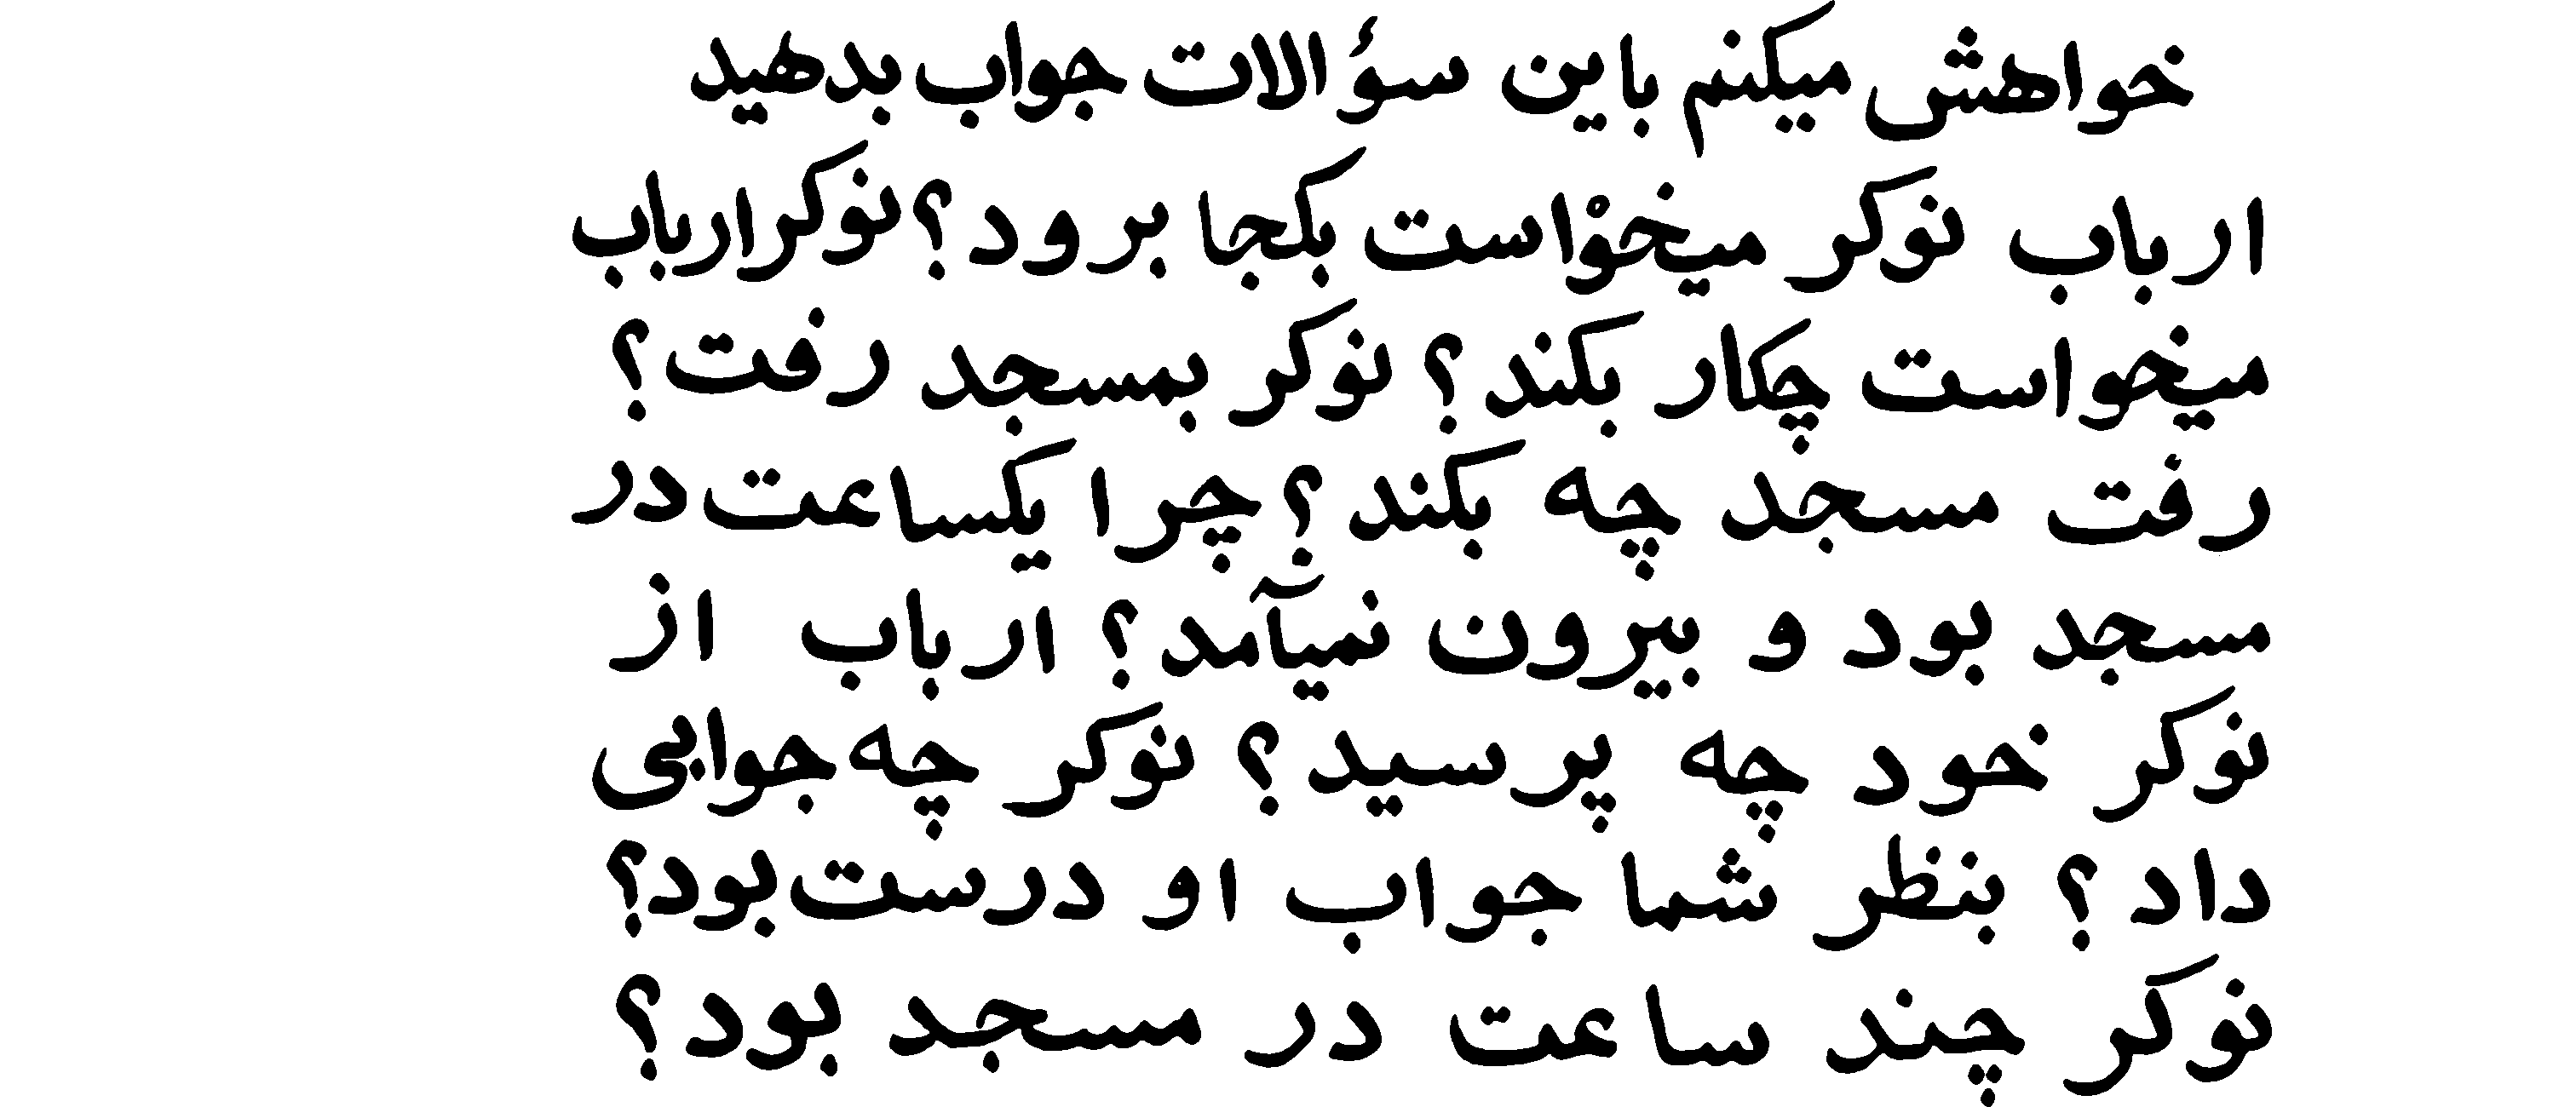 خواهش میکنم باین سؤالات جواب بدهید
ارباب نوکر میخواست بکجا برود؟ نوکر ارباب
میخواست چکار بکند؟ نوکر بمسجد رفت؟
رفت مسجد چه بکند؟ چرا یکساعت در
مسجد بود و بیرون نمیآمد؟ ارباب از
نوکر خود چه پرسید؟ نوکر چه جوابی
داد؟ بنظر شما جواب او درست بود؟
نوکر چند ساعت در مسجد بود؟